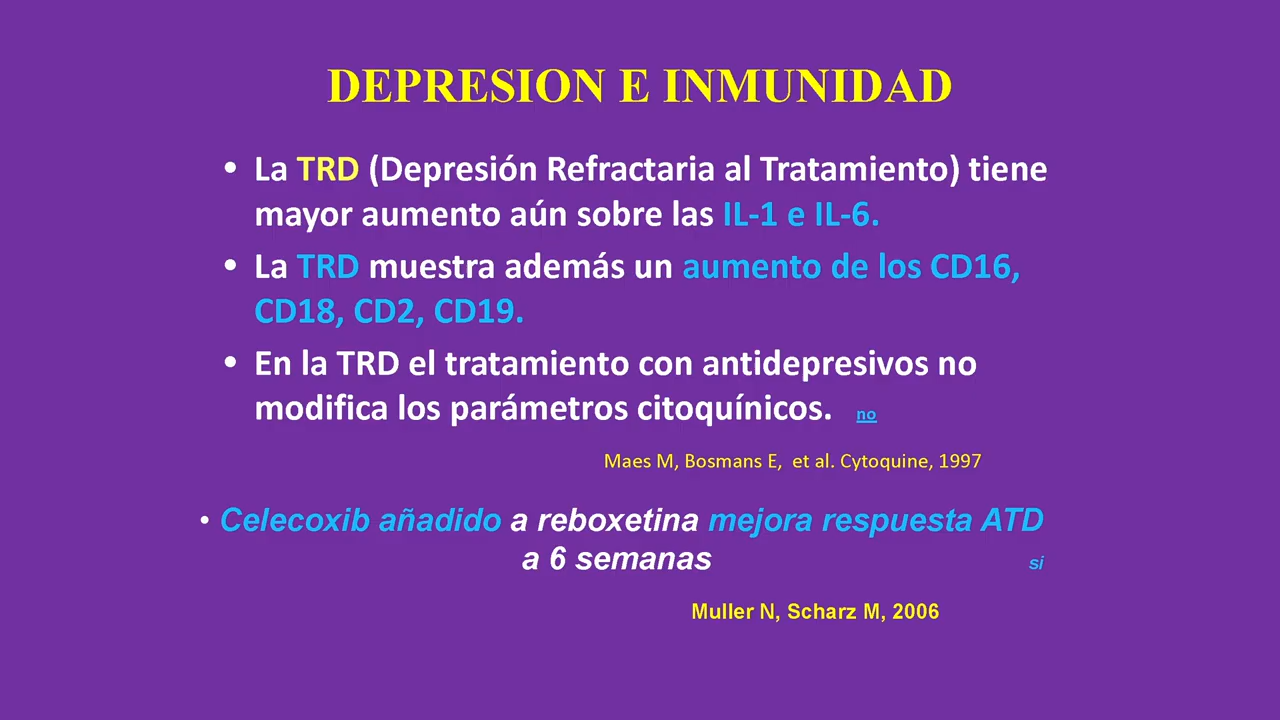 DEPRESION E INMUNIDAD
• La TRD (Depresión Refractaria al Tratamiento) tiene
mayor aumento aún sobre las IL-1 e IL-6.
• La TRD muestra además un aumento de los CD16,
CD18, CD2, CD19.
• En la TRD el tratamiento con antidepresivos no
modifica los parámetros citoquínicos. no
Maes M, Bosmans E, et al. Cytoquine, 1997
• Celecoxib añadido a reboxetina mejora respuesta ATD
a 6 semanas si
Muller N, Scharz M, 2006